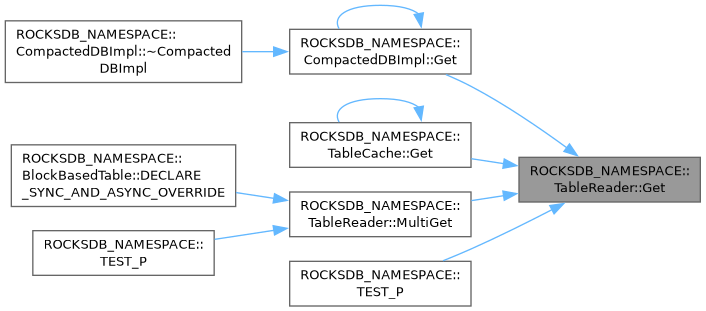 ROCKSDB_NAMESPACE::
CompactedDBImpl::~Compacted
DBImpl
ROCKSDB_NAMESPACE::
CompactedDBImpl::Get
ROCKSDB_NAMESPACE::
TableCache::Get
ROCKSDB_NAMESPACE::
BlockBasedTable::DECLARE
_SYNC_AND_ASYNC_OVERRIDE
ROCKSDB_NAMESPACE::
TableReader::Get
ROCKSDB_NAMESPACE::
TableReader::MultiGet
ROCKSDB_NAMESPACE::
TEST_P
ROCKSDB_NAMESPACE::
TEST_P